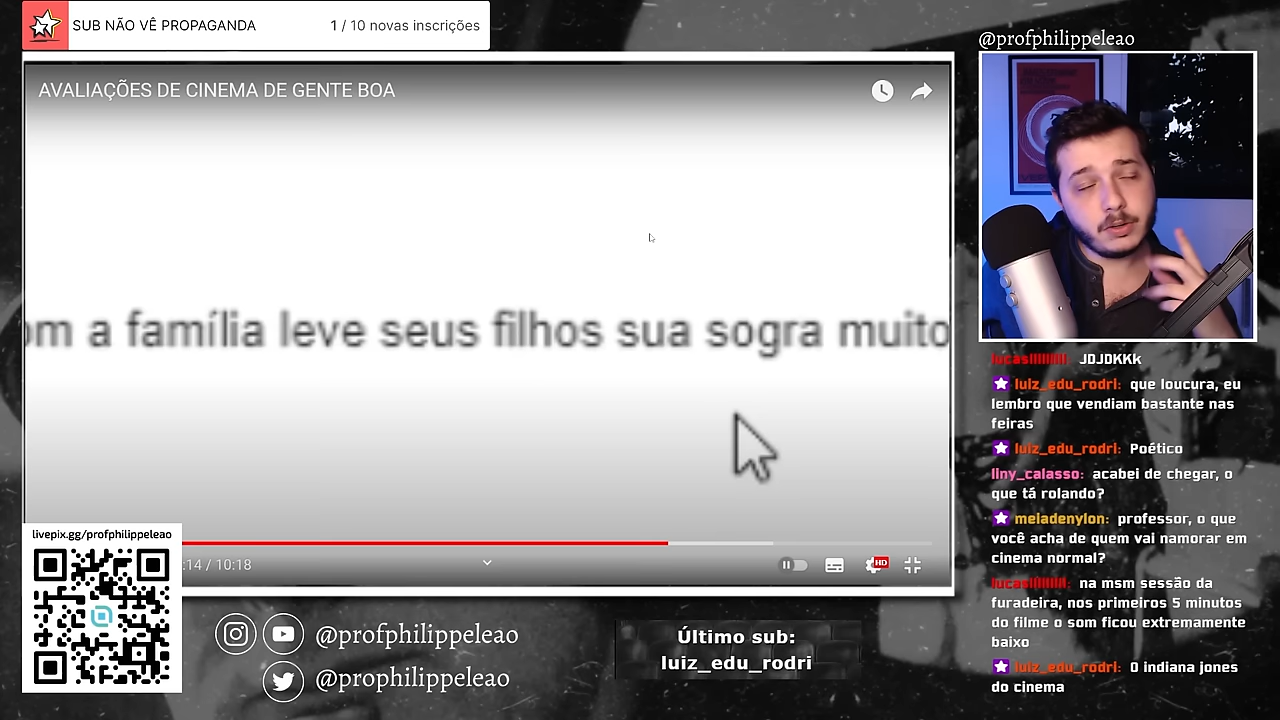 SUB NÃO VÊ PROPAGANDA
1 / 10 novas inscrições
@profphilippeleao
AVALIAÇÕES DE CINEMA DE GENTE BOA
om a família leve seus filhos sua sogra muito
:14 / 10:18
HD
livepix.gg/profphilippeleao
@profphilippeleao
@prophilippeleao
Último sub:
luiz_edu_rodri
JDJDKKk
luiz_edu_rodri: que loucura, eu
lembro que vendiam bastante nas
feiras
luiz_edu_rodri: Poético
liny_calasso: acabei de chegar, o
que tá rolando?
meiadenylon: professor, o que
você acha de quem vai namorar em
cinema normal?
na msm sessão da
furadeira, nos primeiros 5 minutos
do filme o som ficou extremamente
baixo
luiz_edu_rodri: O indiana jones
do cinema